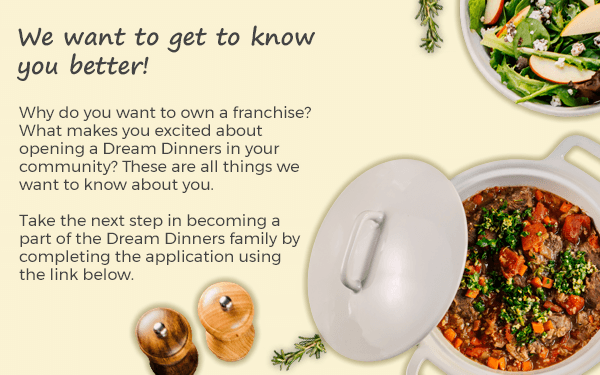 We want to get to know
you better!
Why do you want to own a franchise?
What makes you excited about
opening a Dream Dinners in your
community? These are all things we
want to know about you.
Take the next step in becoming a
part of the Dream Dinners family by
completing the application using
the link below.